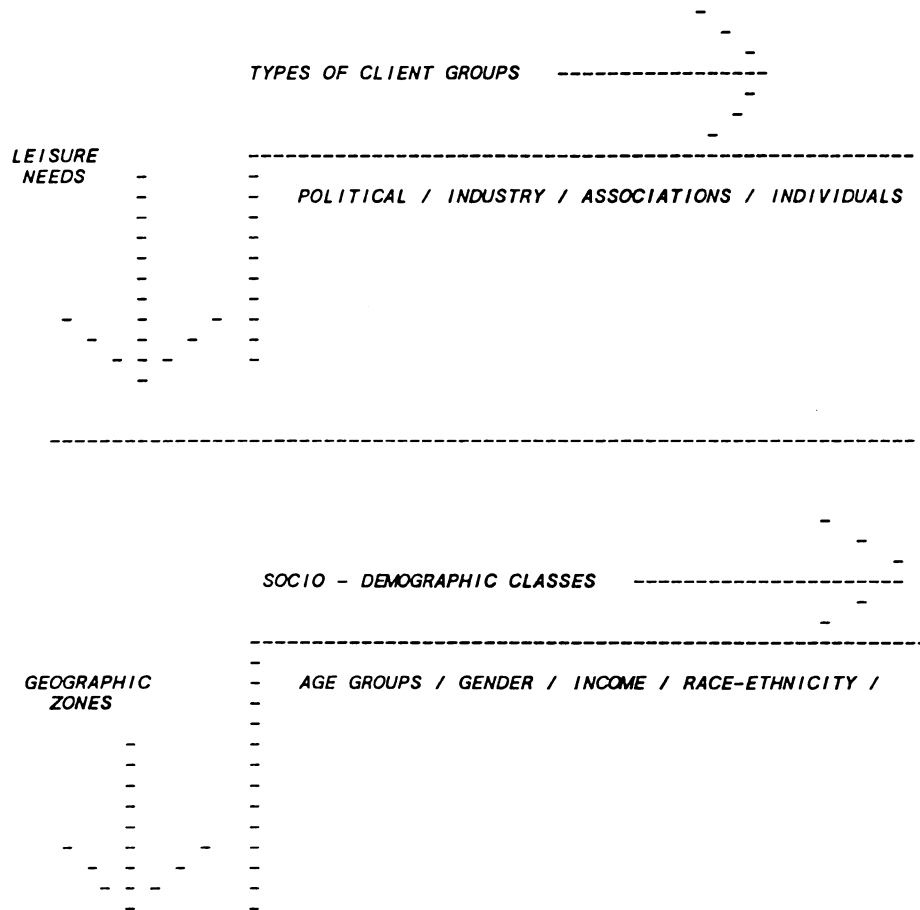 TYPES OF CLIENT GROUPS
LEISURE
NEEDS
POLITICAL / INDUSTRY / ASSOCIATIONS / INDIVIDUALS
SOCIO - DEMOGRAPHIC CLASSES
GEOGRAPHIC
ZONES
AGE GROUPS / GENDER / INCOME / RACE-ETHNICITY /